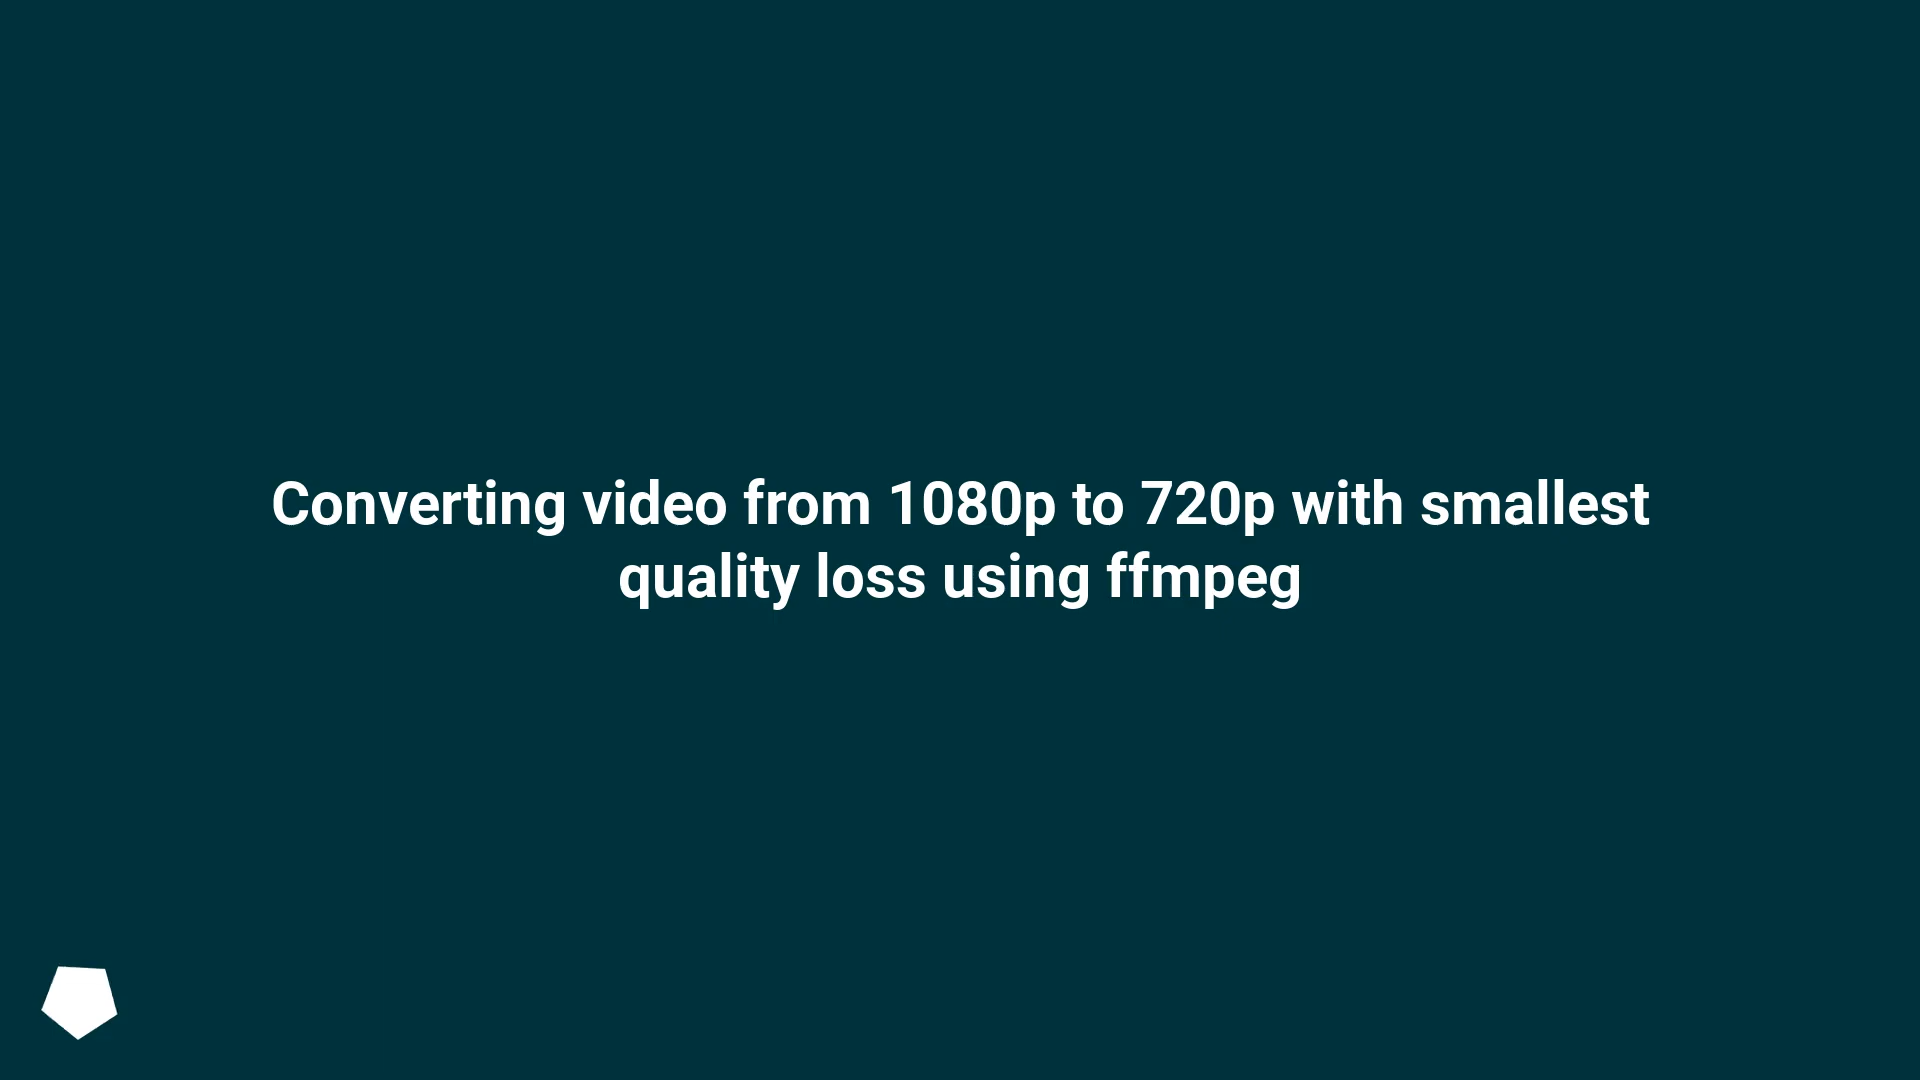 Converting video from 1080p to 720p with smallest
quality loss using ffmpeg